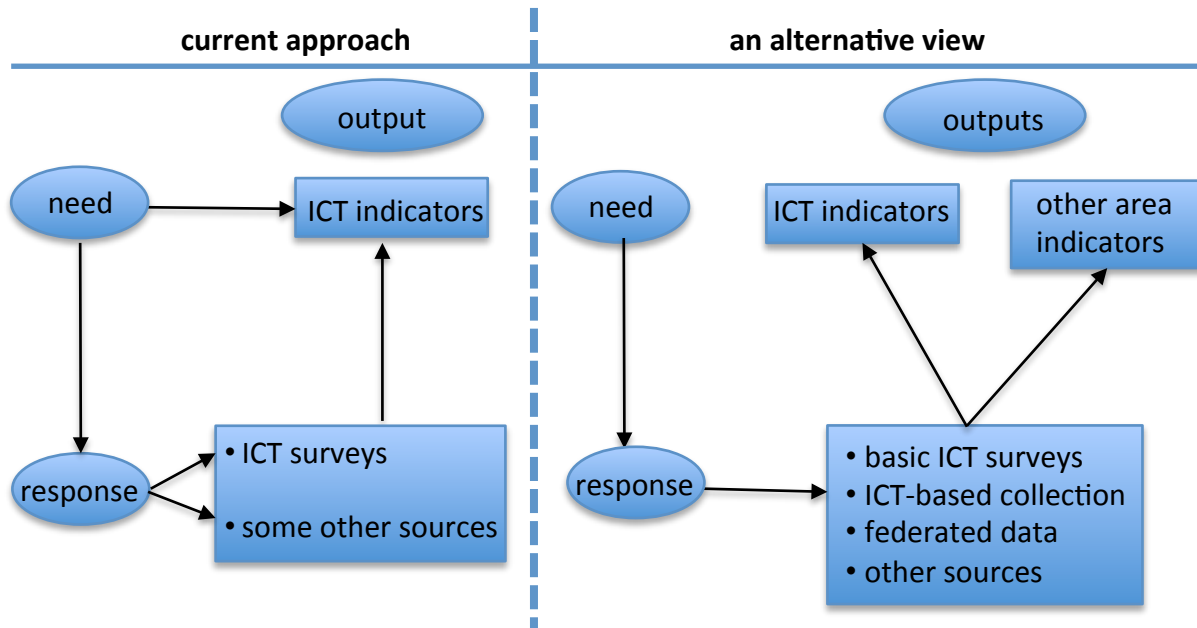 current approach
output
need
ICT indicators
response
• ICT surveys
• some other sources
an alternative view
outputs
need
ICT indicators
other area
indicators
response
• basic ICT surveys
• ICT-based collection
• federated data
• other sources